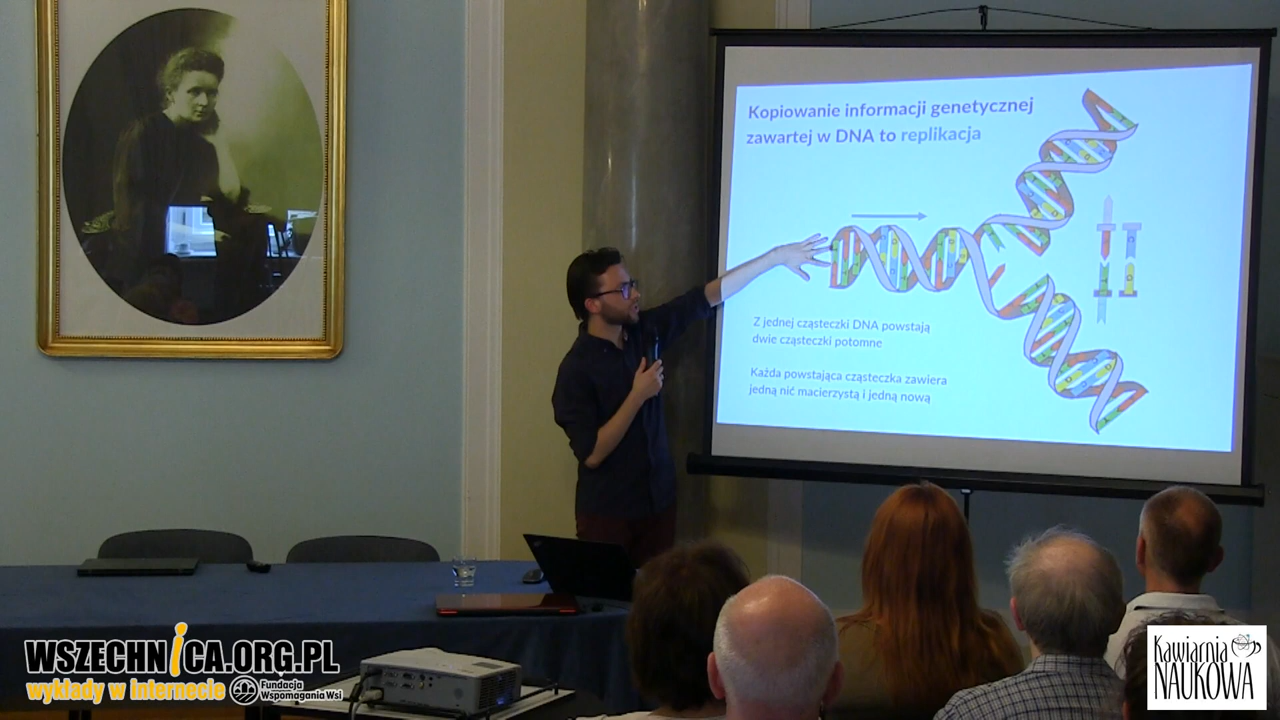 Kopiowanie informacji genetycznej
zawartej w DNA to replikacja
Z jednej cząsteczki DNA powstają
dwie cząsteczki potomne
Każda powstająca cząsteczka zawiera
jedną nić macierzystą i jedną nową
WSZECHNiCA.ORG.PL
wykłady w internecie
Fundacja
Wspomagania Wsi
Kawiarnia
NAUKOWA